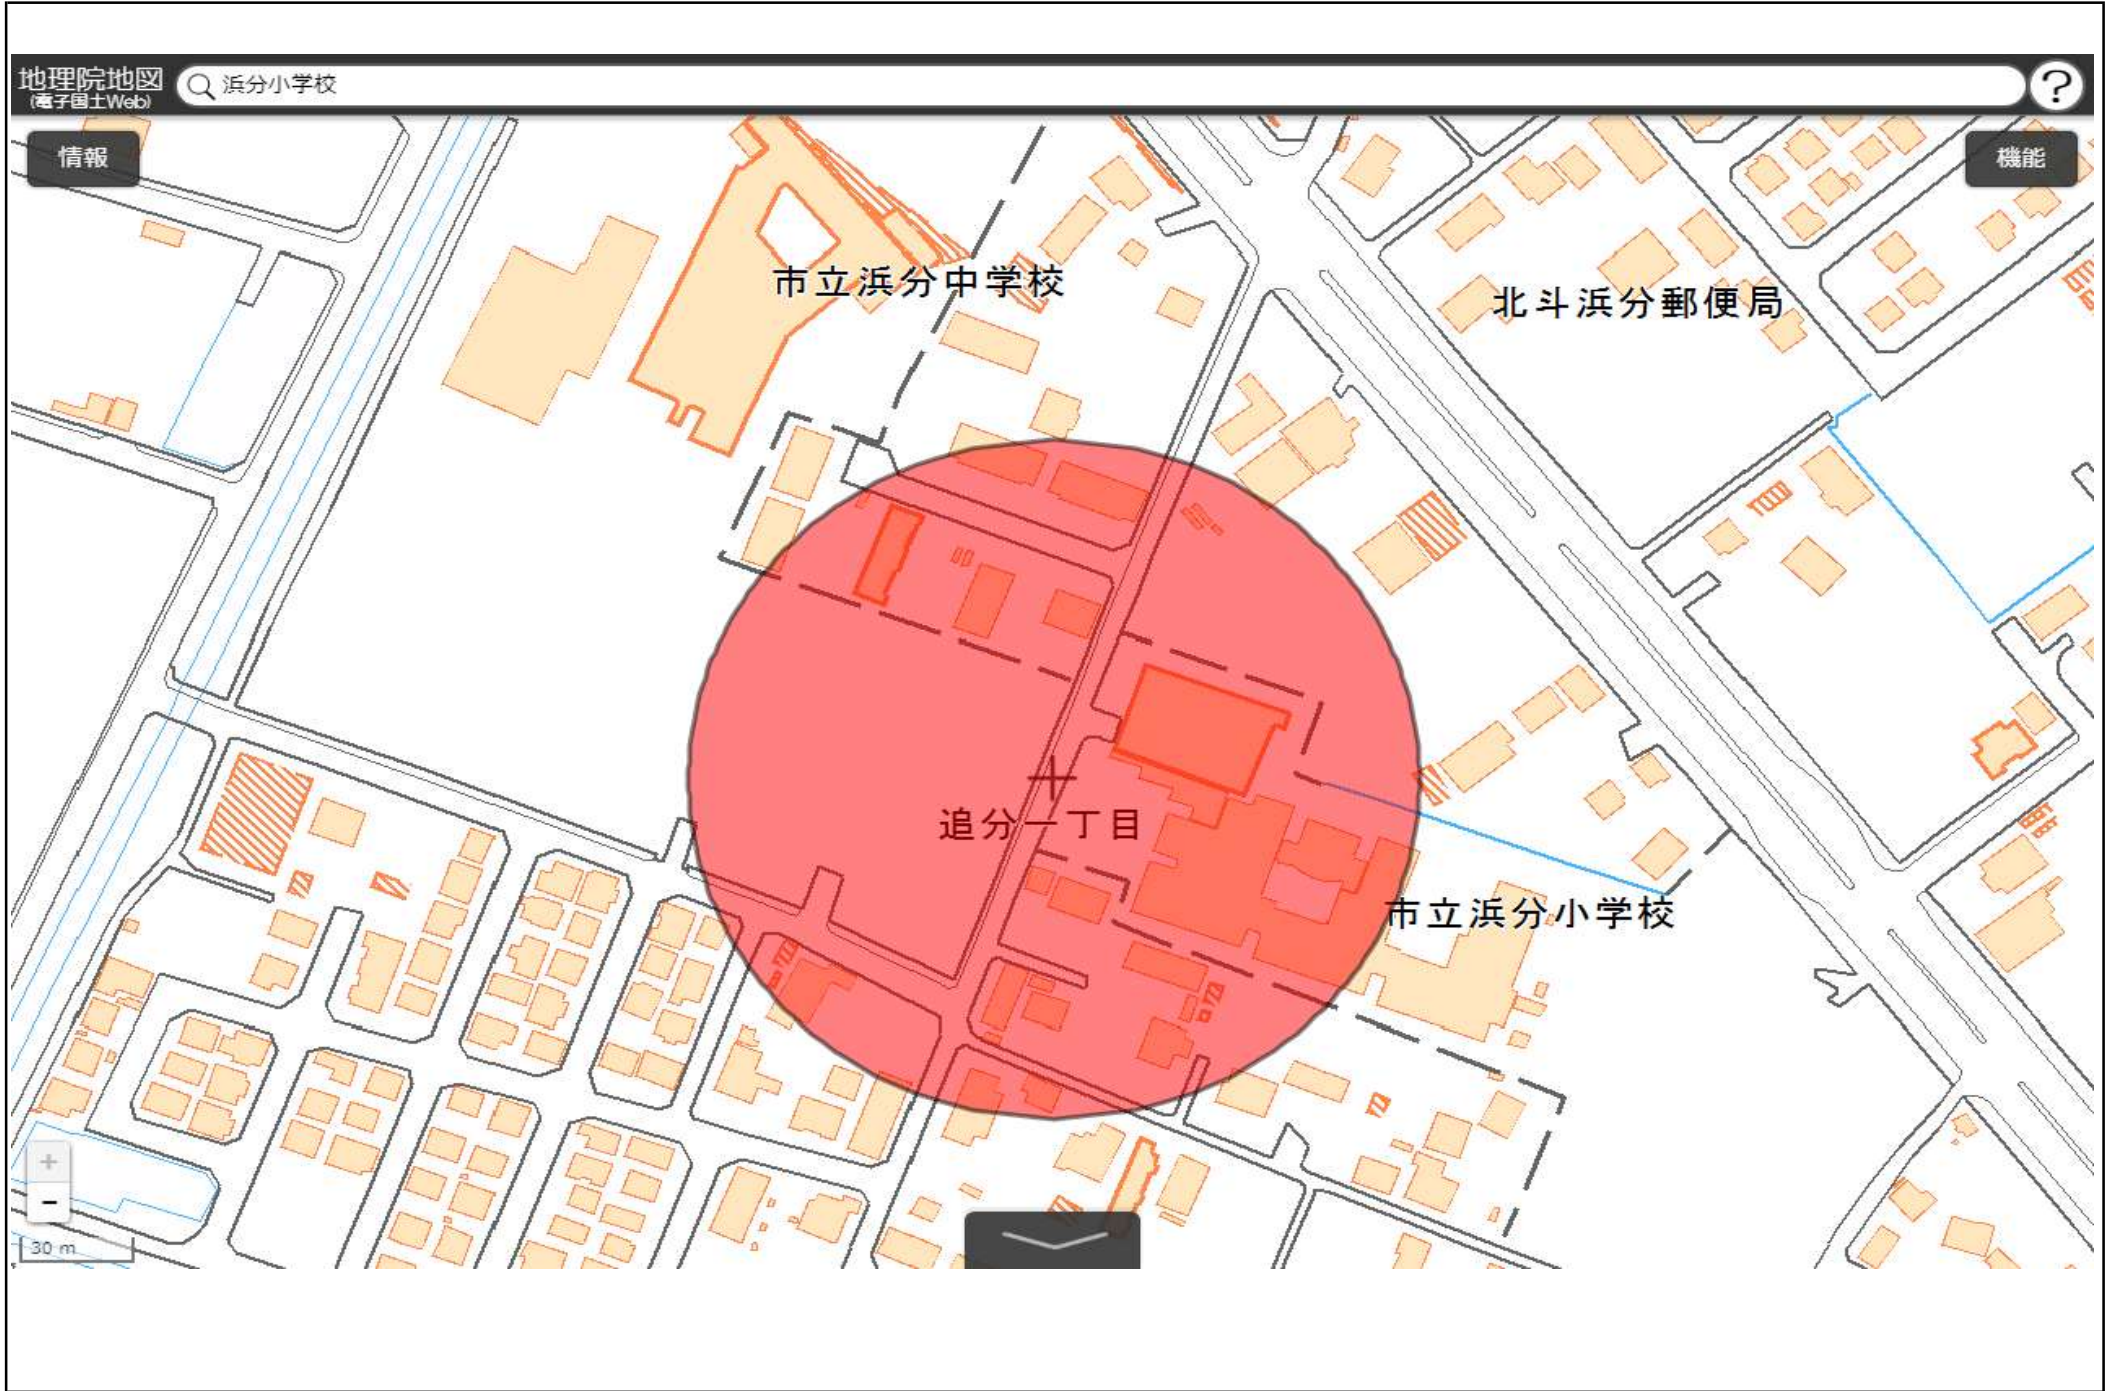 地理院地図
(電子国土Web)
浜分小学校
?
情報
機能
市立浜分中学校
北斗浜分郵便局
追分一丁目
市立浜分小学校
+
−
30 m